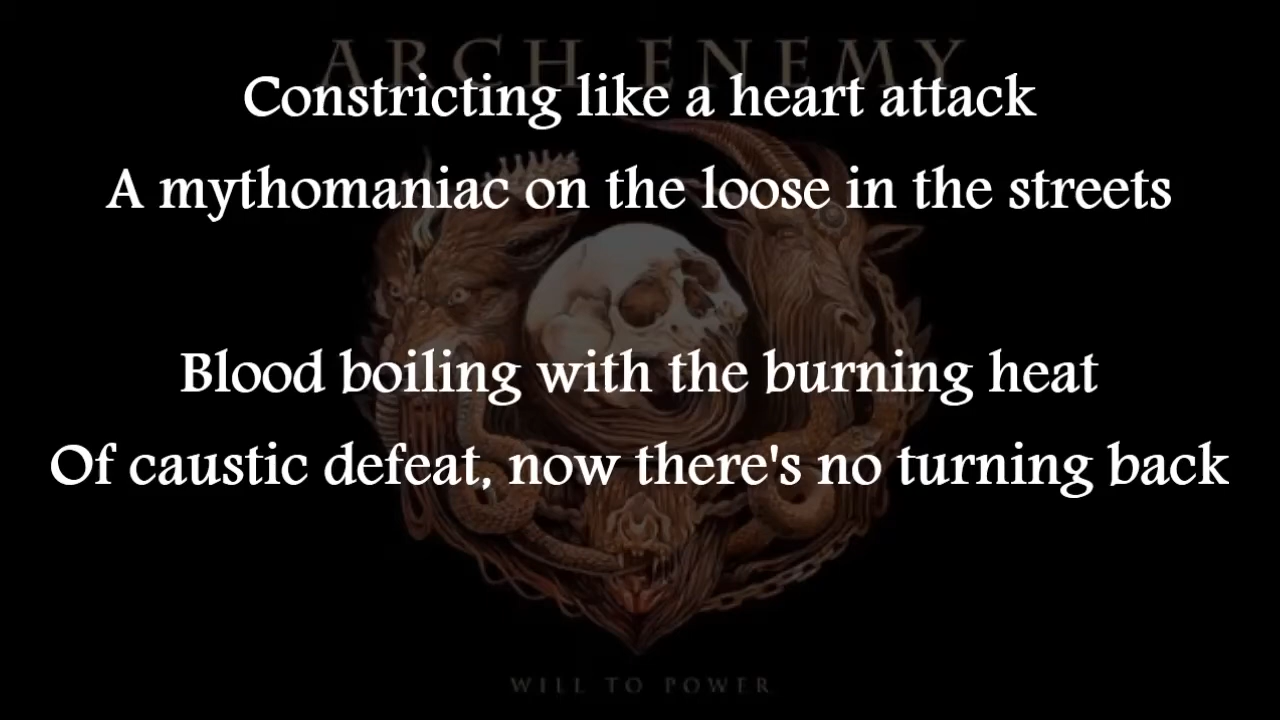 ARCH ENEMY
Constricting like a heart attack
A mythomaniac on the loose in the streets
Blood boiling with the burning heat
Of caustic defeat, now there's no turning back
WILL TO POWER